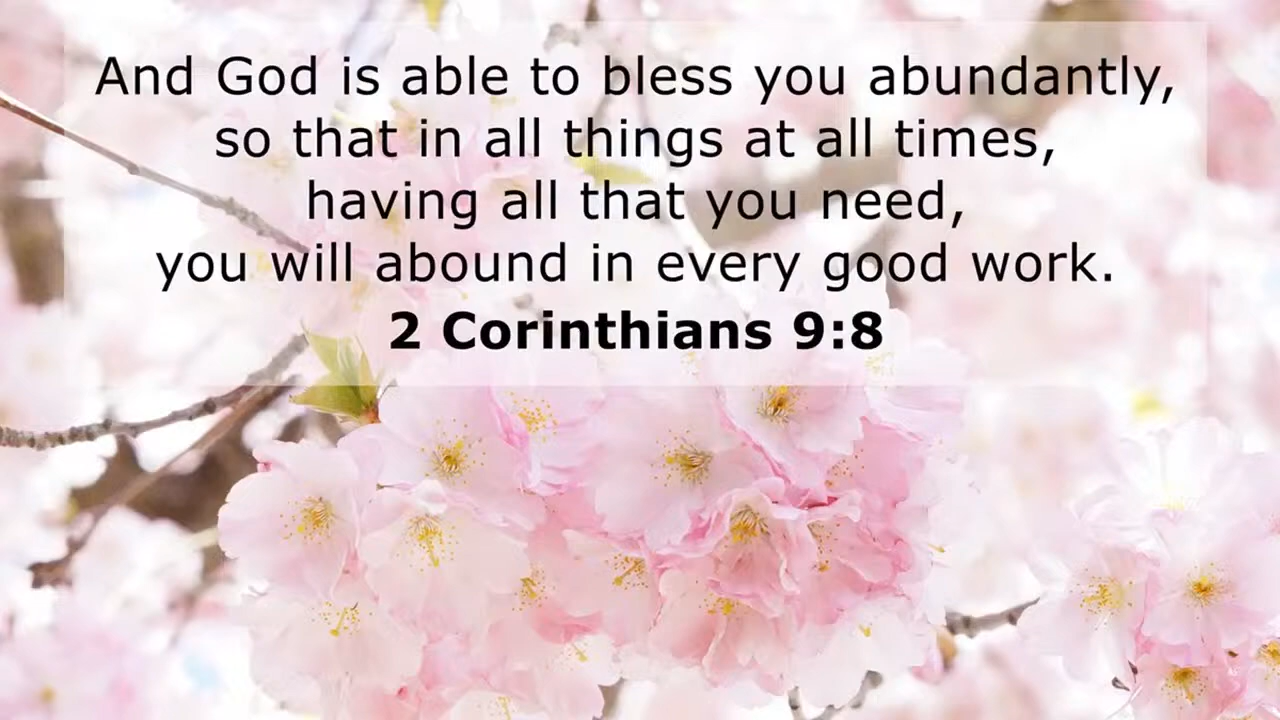 And God is able to bless you abundantly,
so that in all things at all times,
having all that you need,
you will abound in every good work.
2 Corinthians 9:8